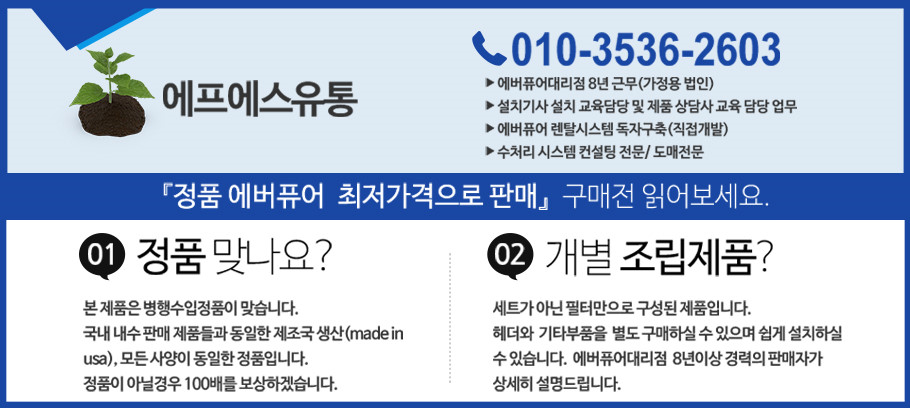 에프에스유통
010-3536-2603
▶ 에버퓨어대리점 8년 근무(가정용 법인)
▶ 설치기사 설치 교육담당 및 제품 상담사 교육 담당 업무
▶ 에버퓨어 렌탈시스템 독자구축(직접개발)
▶ 수처리 시스템 컨설팅 전문/ 도매전문
『정품 에버퓨어 최저가격으로 판매』 구매전 읽어보세요.
01 정품 맞나요?
본 제품은 병행수입정품이 맞습니다.
국내 내수 판매 제품들과 동일한 제조국 생산(made in
usa), 모든 사양이 동일한 정품입니다.
정품이 아닐경우 100배를 보상하겠습니다.
02 개별 조립제품?
세트가 아닌 필터만으로 구성된 제품입니다.
헤더와 기타부품을 별도 구매하실 수 있으며 쉽게 설치하실
수 있습니다. 에버퓨어대리점 8년이상 경력의 판매자가
상세히 설명드립니다.